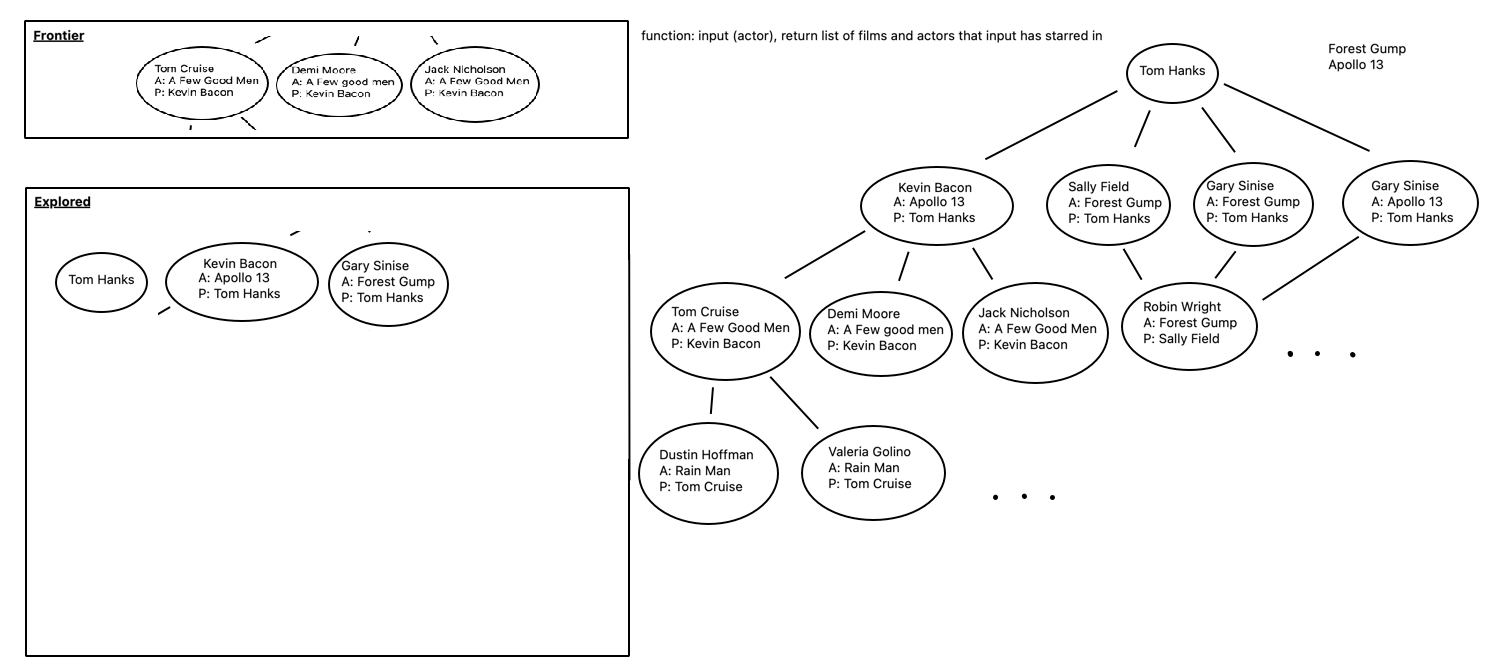 Frontier
Tom Cruise
A: A Few Good Men
P: Kevin Bacon
Demi Moore
A: A Few good men
P: Kevin Bacon
Jack Nicholson
A: A Few Good Men
P: Kevin Bacon
function: input (actor), return list of films and actors that input has starred in
Forest Gump
Apollo 13
Tom Hanks
Kevin Bacon
A: Apollo 13
P: Tom Hanks
Sally Field
A: Forest Gump
P: Tom Hanks
Gary Sinise
A: Forest Gump
P: Tom Hanks
Gary Sinise
A: Apollo 13
P: Tom Hanks
Explored
Tom Hanks
Kevin Bacon
A: Apollo 13
P: Tom Hanks
Gary Sinise
A: Forest Gump
P: Tom Hanks
Tom Cruise
A: A Few Good Men
P: Kevin Bacon
Demi Moore
A: A Few good men
P: Kevin Bacon
Jack Nicholson
A: A Few Good Men
P: Kevin Bacon
Robin Wright
A: Forest Gump
P: Sally Field
. . .
Dustin Hoffman
A: Rain Man
P: Tom Cruise
Valeria Golino
A: Rain Man
P: Tom Cruise
. . .